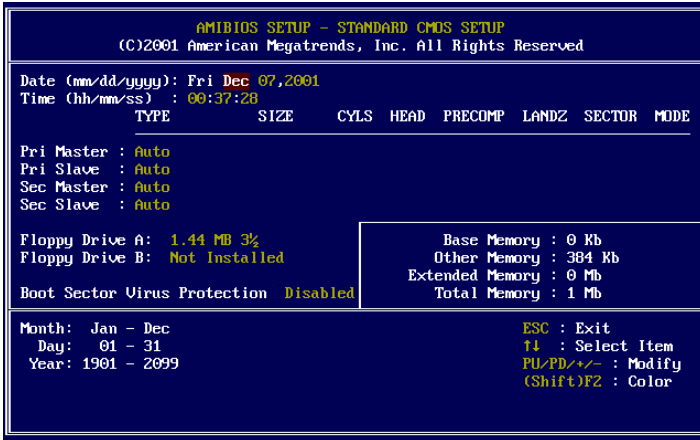 AMIBIOS SETUP - STANDARD CMOS SETUP
(C)2001 American Megatrends, Inc. All Rights Reserved
Date (mm/dd/yyyy): Fri Dec 07,2001
Time (hh/mm/ss) : 00:37:28
TYPE SIZE CYLS HEAD PRECOMP LANDZ SECTOR MODE
Pri Master : Auto
Pri Slave : Auto
Sec Master : Auto
Sec Slave : Auto
Floppy Drive A: 1.44 MB 3½
Floppy Drive B: Not Installed
Boot Sector Virus Protection Disabled
Base Memory : 0 Kb
Other Memory : 384 Kb
Extended Memory : 0 Mb
Total Memory : 1 Mb
Month: Jan - Dec
Day: 01 - 31
Year: 1901 - 2099
ESC : Exit
↑↓ : Select Item
PU/PD/+/- : Modify
(Shift)F2 : Color